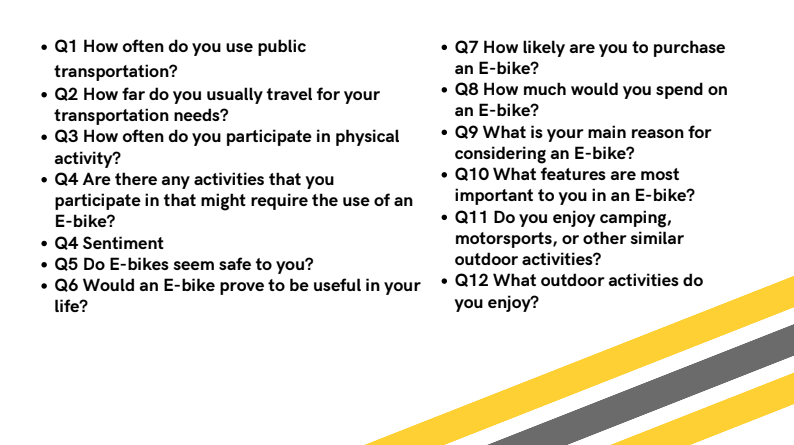 • Q1 How often do you use public
transportation?
• Q2 How far do you usually travel for your
transportation needs?
• Q3 How often do you participate in physical
activity?
• Q4 Are there any activities that you
participate in that might require the use of an
E-bike?
• Q4 Sentiment
• Q5 Do E-bikes seem safe to you?
• Q6 Would an E-bike prove to be useful in your
life?
• Q7 How likely are you to purchase
an E-bike?
• Q8 How much would you spend on
an E-bike?
• Q9 What is your main reason for
considering an E-bike?
• Q10 What features are most
important to you in an E-bike?
• Q11 Do you enjoy camping,
motorsports, or other similar
outdoor activities?
• Q12 What outdoor activities do
you enjoy?